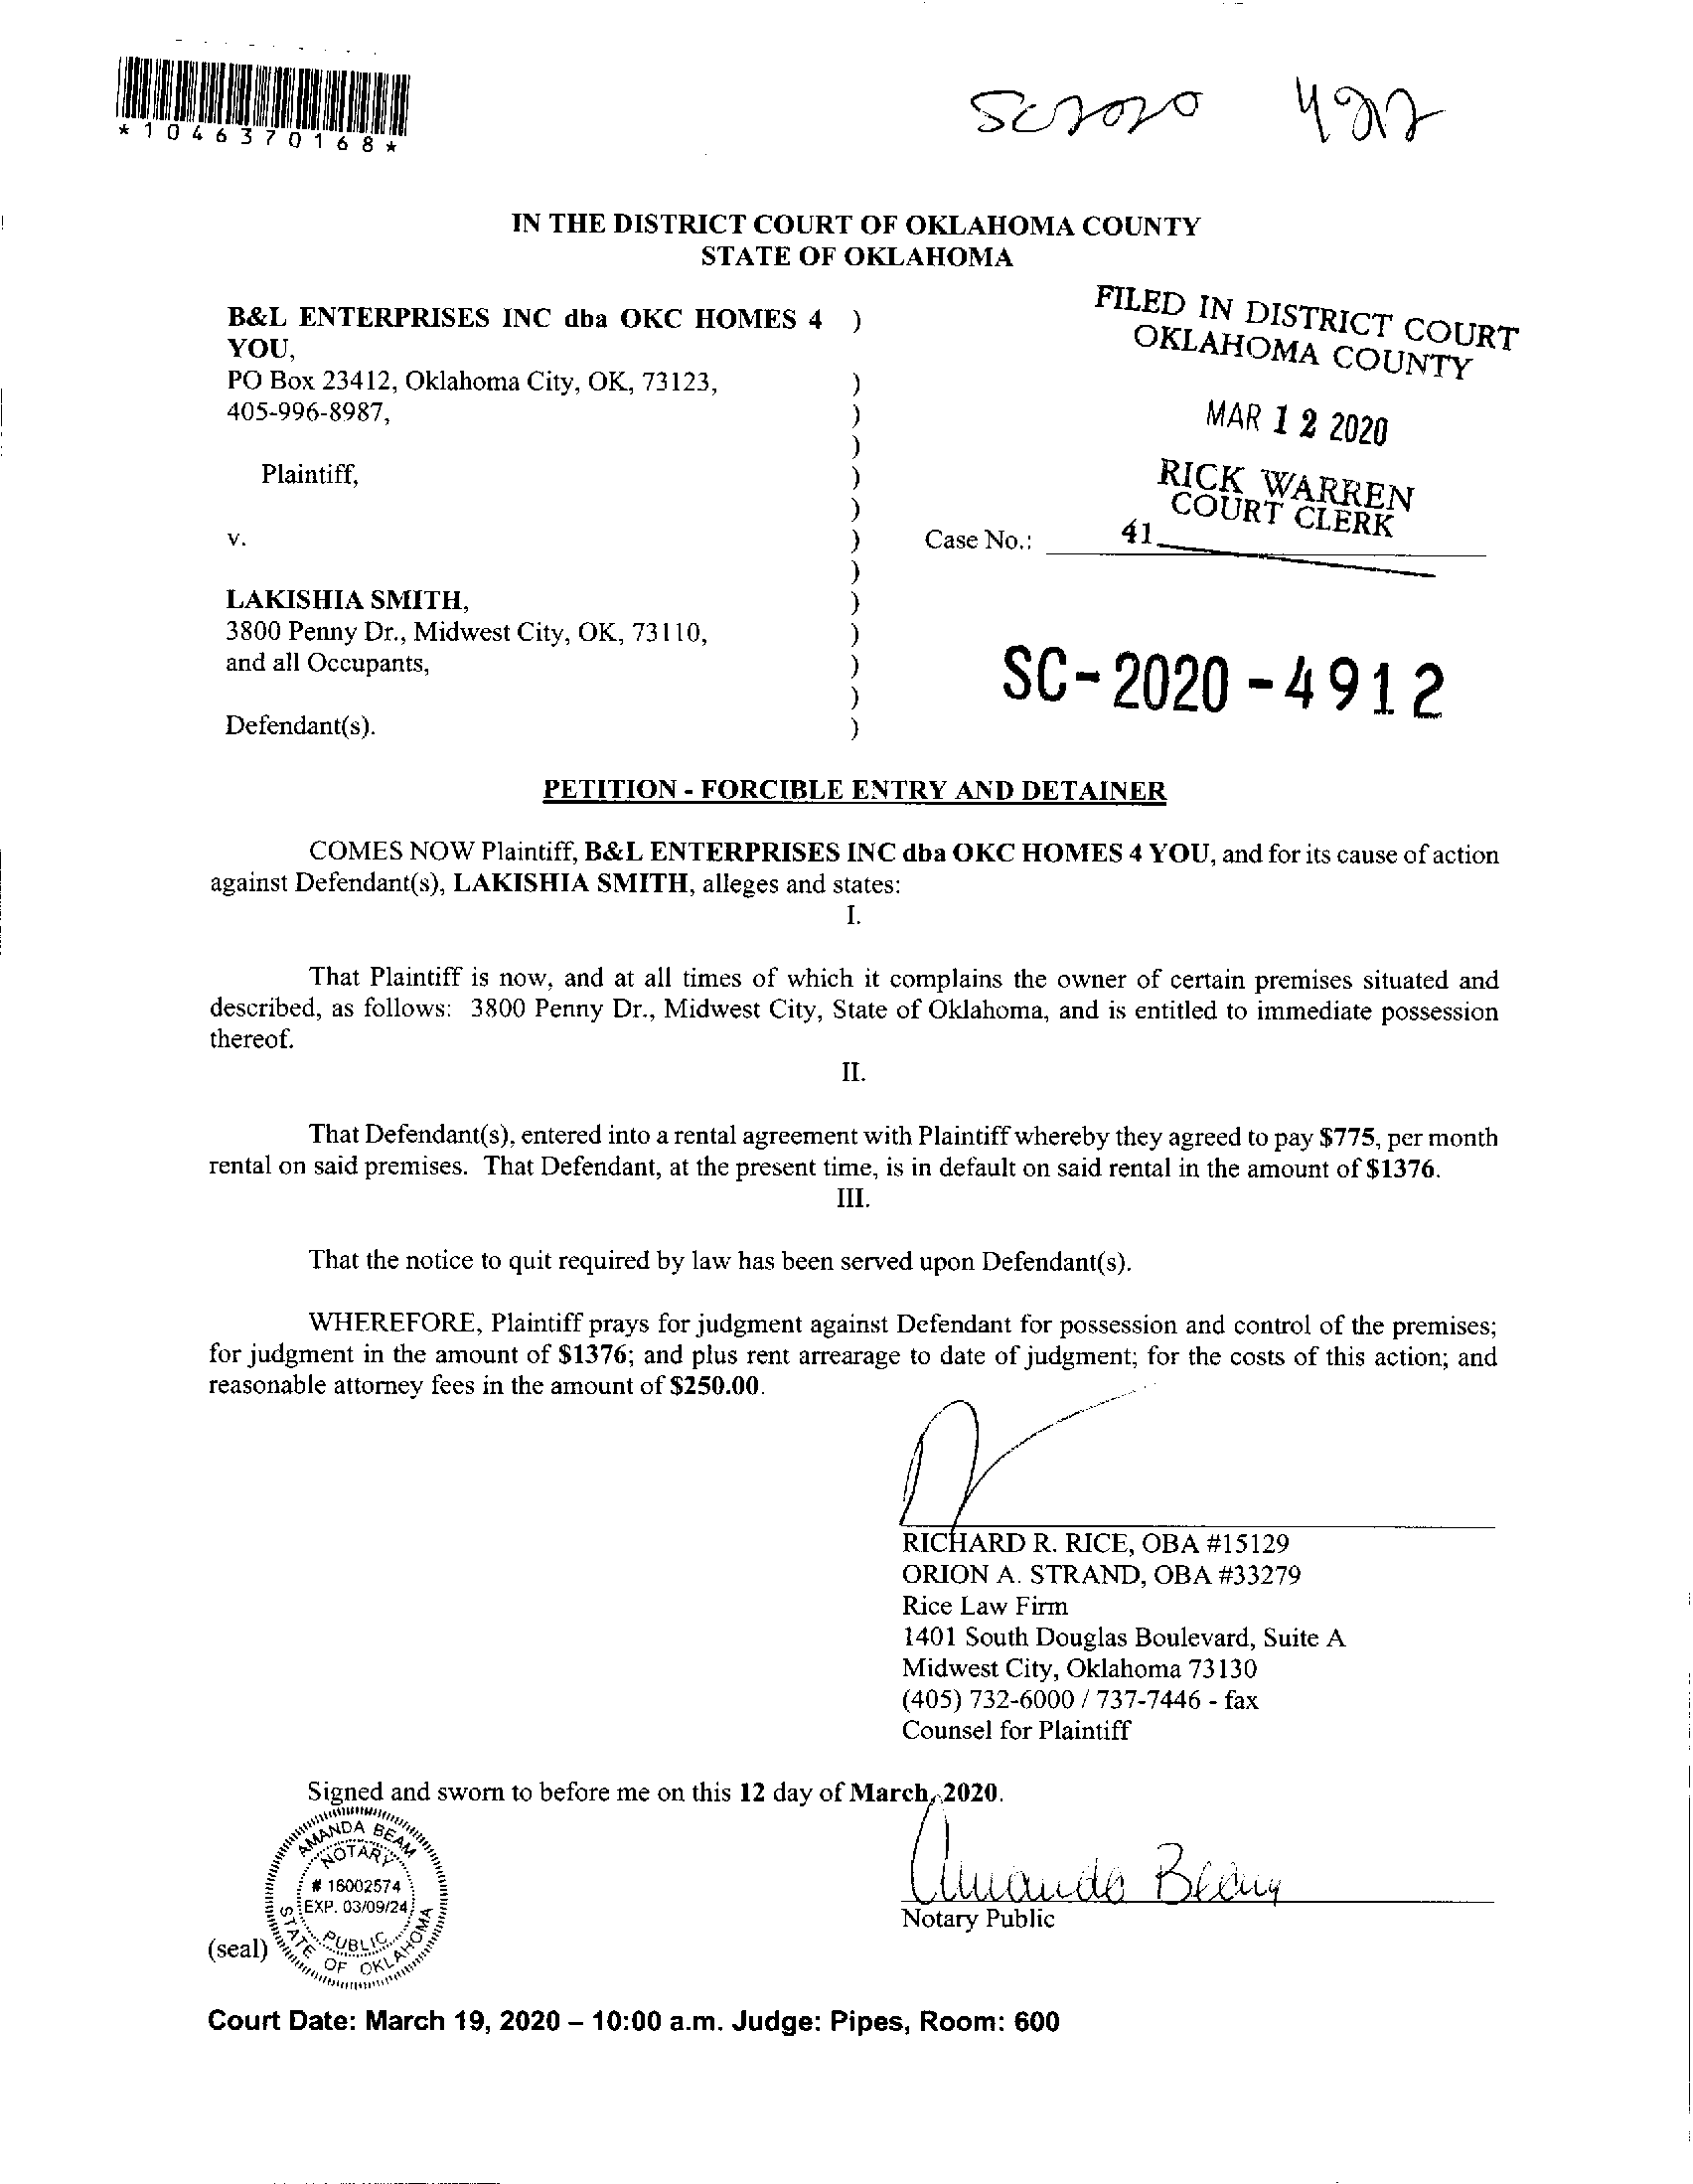 *1046370168*
SC2020
IN THE DISTRICT COURT OF OKLAHOMA COUNTY
STATE OF OKLAHOMA
FILED IN DISTRICT COURT
OKLAHOMA COUNTY
MAR 12 2020
RICK WARREN
COURT CLERK
41
B&L ENTERPRISES INC dba OKC HOMES 4 )
YOU,
PO Box 23412, Oklahoma City, OK, 73123, )
405-996-8987, )
)
Plaintiff, )
)
v. ) Case No.:
)
LAKISHIA SMITH, )
3800 Penny Dr., Midwest City, OK, 73110, )
and all Occupants, )
)
Defendant(s). )
SC-2020-4912
PETITION - FORCIBLE ENTRY AND DETAINER
COMES NOW Plaintiff, B&L ENTERPRISES INC dba OKC HOMES 4 YOU, and for its cause of action
against Defendant(s), LAKISHIA SMITH, alleges and states:
I.
That Plaintiff is now, and at all times of which it complains the owner of certain premises situated and
described, as follows: 3800 Penny Dr., Midwest City, State of Oklahoma, and is entitled to immediate possession
thereof.
II.
That Defendant(s), entered into a rental agreement with Plaintiff whereby they agreed to pay $775, per month
rental on said premises. That Defendant, at the present time, is in default on said rental in the amount of $1376.
III.
That the notice to quit required by law has been served upon Defendant(s).
WHEREFORE, Plaintiff prays for judgment against Defendant for possession and control of the premises;
for judgment in the amount of $1376; and plus rent arrearage to date of judgment; for the costs of this action; and
reasonable attorney fees in the amount of $250.00.
RICHARD R. RICE, OBA #15129
ORION A. STRAND, OBA #33279
Rice Law Firm
1401 South Douglas Boulevard, Suite A
Midwest City, Oklahoma 73130
(405) 732-6000 / 737-7446 - fax
Counsel for Plaintiff
Signed and sworn to before me on this 12 day of March, 2020.
AMANDA BEAM
NOTARY
# 16002574
EXP. 03/09/24
PUBLIC
STATE OF OKLAHOMA
Amanda Beam
Notary Public
(seal)
Court Date: March 19, 2020 – 10:00 a.m. Judge: Pipes, Room: 600